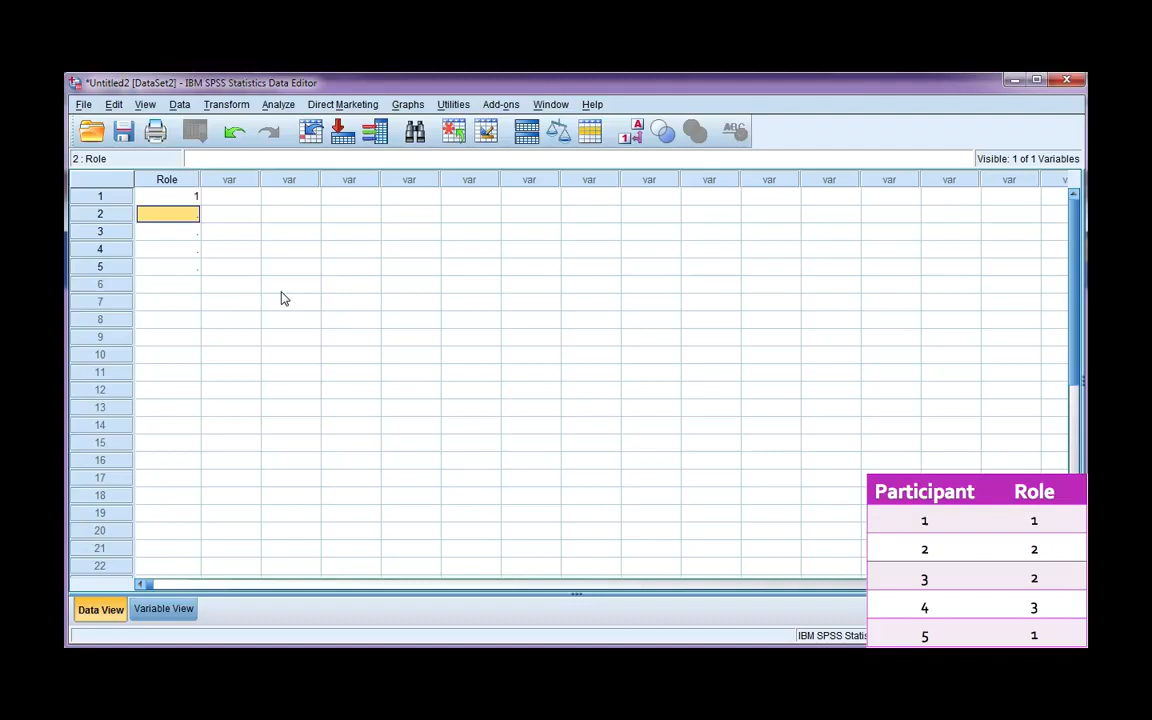 *Untitled2 [DataSet2] - IBM SPSS Statistics Data Editor
File Edit View Data Transform Analyze Direct Marketing Graphs Utilities Add-ons Window Help
1 A
ABC
2 : Role
Visible: 1 of 1 Variables
Role var var var var var var var var var var var var var var v
1 1
2 .
3 .
4 .
5 .
6
7
8
9
10
11
12
13
14
15
16
17
18
19
20
21
22
Participant Role
1 1
2 2
3 2
4 3
5 1
Data View Variable View
IBM SPSS Statis